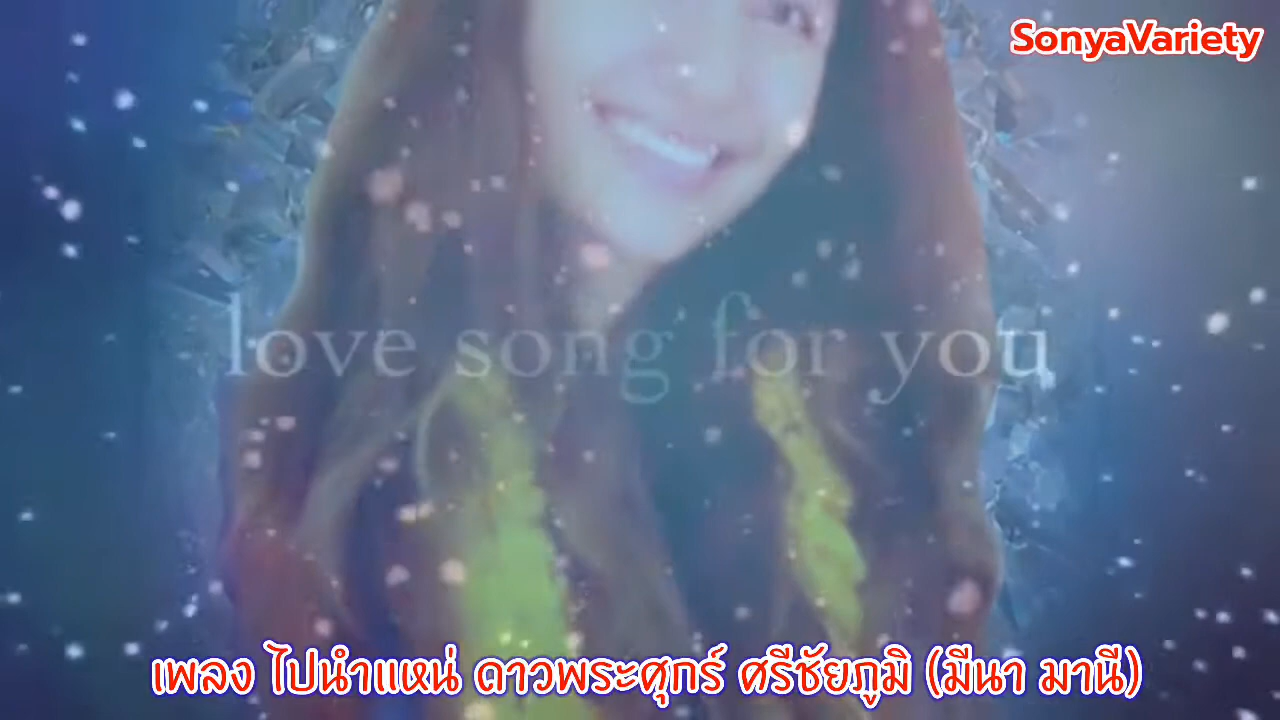 SonyaVariety
love song for you
เพลง ไปนำแหน่ ดาวพระศุกร์ ศรีชัยภูมิ (มีนา มานี)